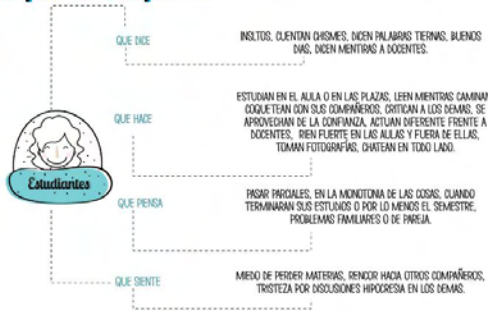 QUE DICE
INSLTOS, CUENTAN CHISMES, DICEN PALABRAS TIERNAS, BUENOS
DIAS, DICEN MENTIRAS A DOCENTES.
QUE HACE
ESTUDIAN EN EL AULA O EN LAS PLAZAS, LEEN MIENTRAS CAMINAN
COQUETEAN CON SUS COMPAÑEROS, CRITICAN A LOS DEMAS, SE
APROVECHAN DE LA CONFIANZA, ACTUAN DIFERENTE FRENTE A
DOCENTES, RIEN FUERTE EN LAS AULAS Y FUERA DE ELLAS,
TOMAN FOTOGRAFÍAS, CHATEAN EN TODO LADO.
Estudiantes
QUE PIENSA
PASAR PARCIALES, EN LA MONOTONIA DE LAS COSAS, CUANDO
TERMINARAN SUS ESTUDIOS O POR LO MENOS EL SEMESTRE,
PROBLEMAS FAMILIARES O DE PAREJA.
QUE SIENTE
MIEDO DE PERDER MATERIAS, RENCOR HACIA OTROS COMPAÑEROS,
TRISTEZA POR DISCUSIONES HIPOCRESIA EN LOS DEMAS.